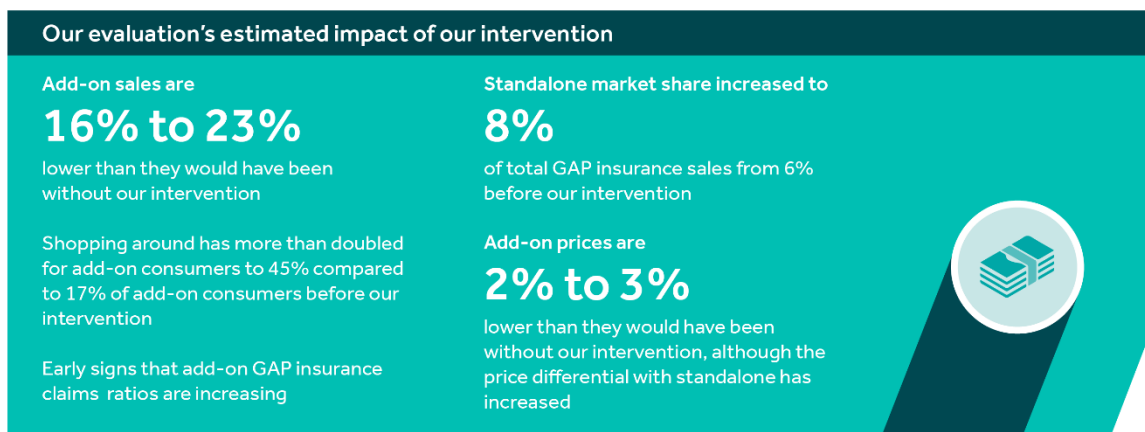 Our evaluation's estimated impact of our intervention
Add-on sales are
16% to 23%
lower than they would have been
without our intervention
Shopping around has more than doubled
for add-on consumers to 45% compared
to 17% of add-on consumers before our
intervention
Early signs that add-on GAP insurance
claims ratios are increasing
Standalone market share increased to
8%
of total GAP insurance sales from 6%
before our intervention
Add-on prices are
2% to 3%
lower than they would have been
without our intervention, although the
price differential with standalone has
increased